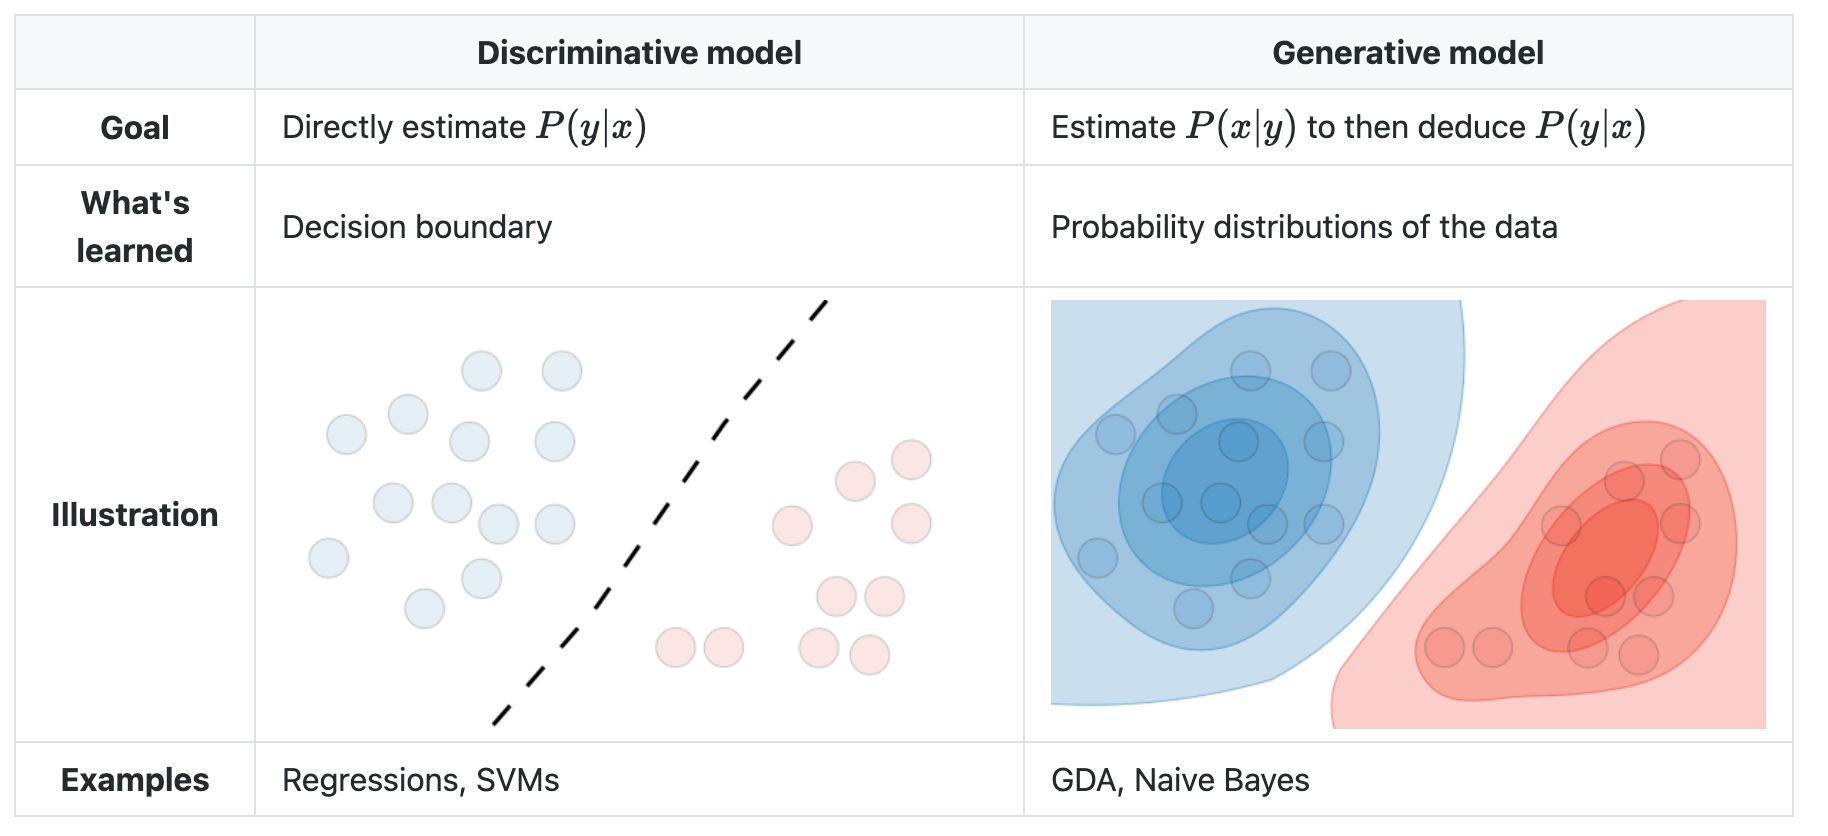 Discriminative model
Generative model
Goal
Directly estimate P(y|x)
Estimate P(x|y) to then deduce P(y|x)
What's
learned
Decision boundary
Probability distributions of the data
Illustration
Examples
Regressions, SVMs
GDA, Naive Bayes